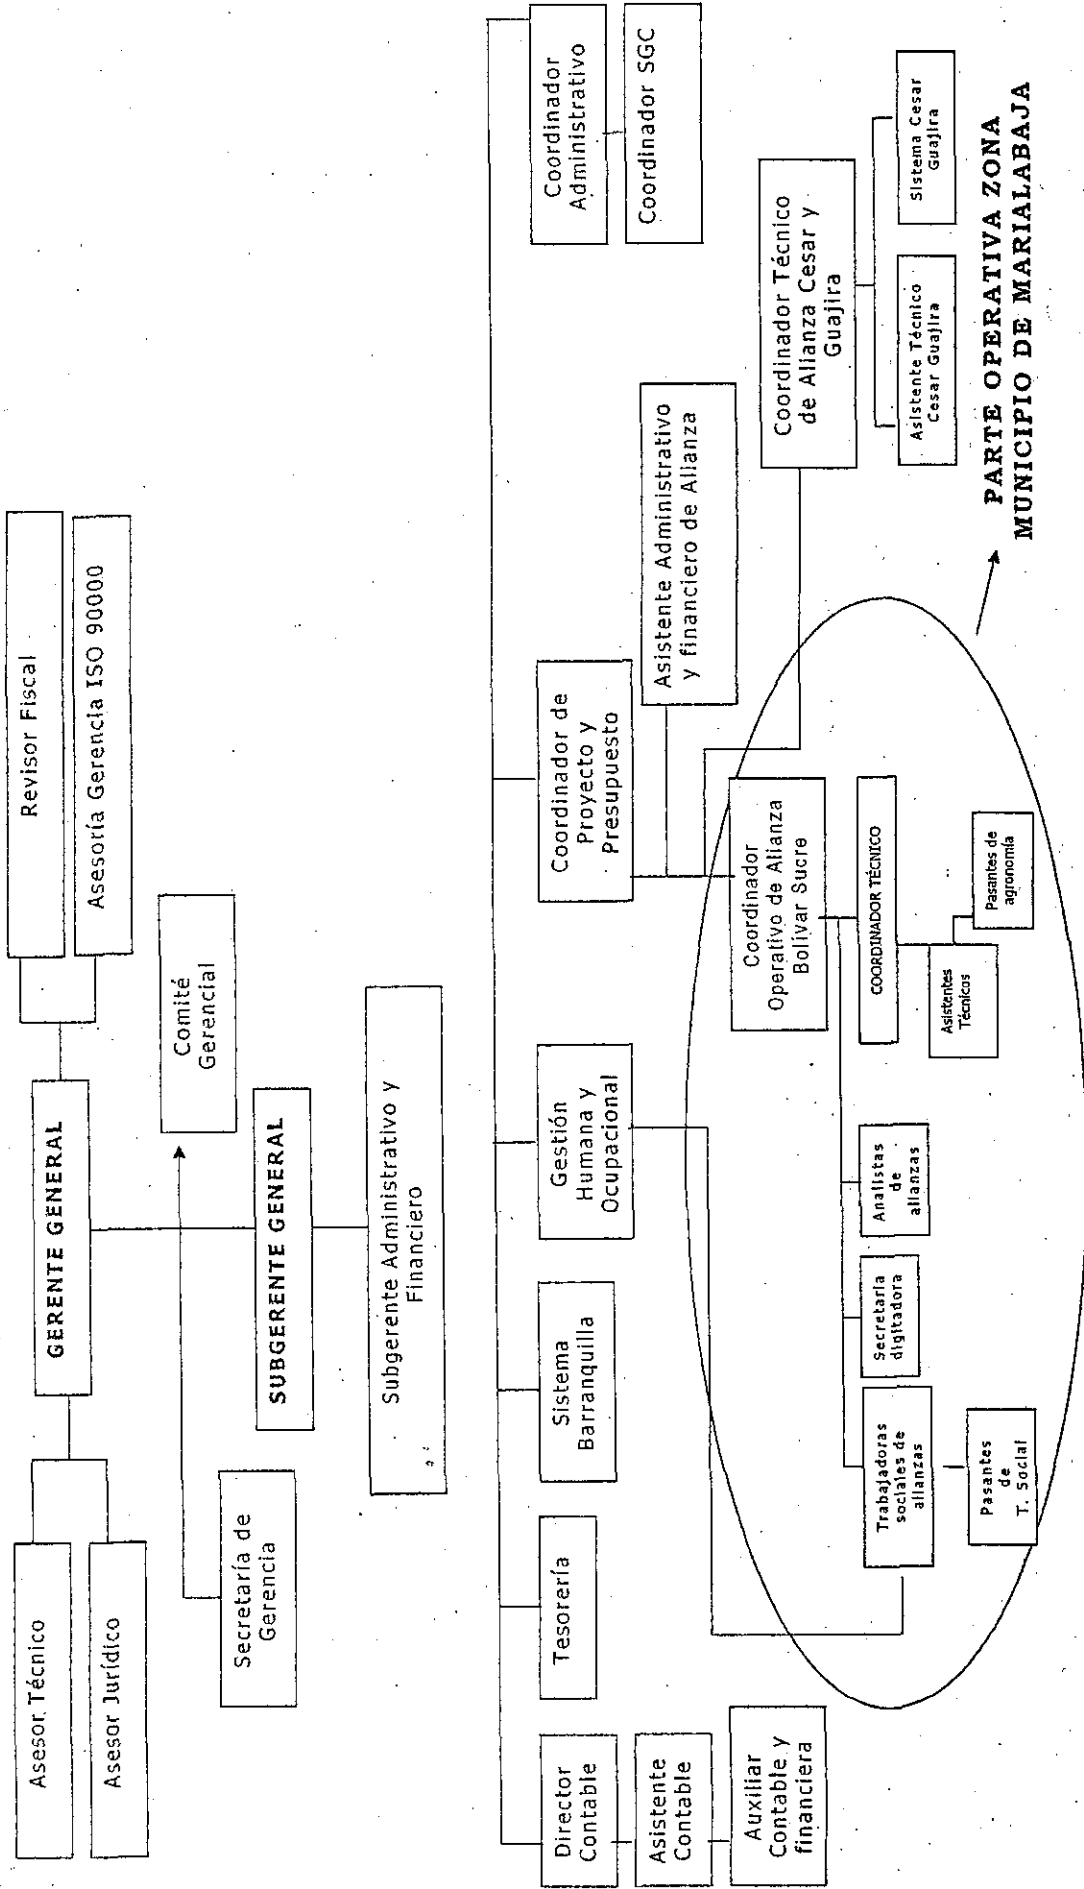 Revisor Fiscal
Asesoría Gerencia ISO 90000
GERENTE GENERAL
Asesor Técnico
Asesor Jurídico
Comité
Gerencial
Secretaría de
Gerencia
SUBGERENTE GENERAL
Subgerente Administrativo y
Financiero
Director
Contable
Asistente
Contable
Auxiliar
Contable y
financiera
Tesorería
Sistema
Barranquilla
Gestión
Humana y
Ocupacional
Coordinador de
Proyecto y
Presupuesto
Coordinador
Administrativo
Coordinador SGC
Asistente Administrativo
y financiero de Alianza
Coordinador
Operativo de Alianza
Bolívar Sucre
Coordinador Técnico
de Alianza Cesar y
Guajira
Trabajadoras
sociales de
alianzas
Secretaria
digitadora
Analistas
de
alianzas
COORDINADOR TÉCNICO
Asistentes
Técnicos
Pasantes de
agronomía
Pasantes
de
T. Social
Asistente Técnico
Cesar Guajira
Sistema Cesar
Guajira
PARTE OPERATIVA ZONA
MUNICIPIO DE MARIALABAJA